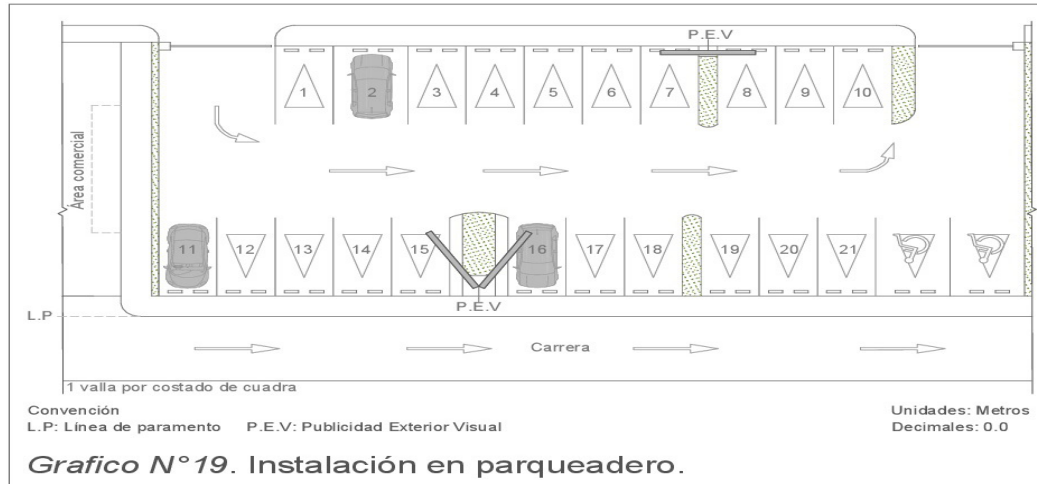 P.E.V
1 2 3 4 5 6 7 8 9 10
Área comercial
11 12 13 14 15 16 17 18 19 20 21
P.E.V
L.P
Carrera
1 valla por costado de cuadra
Convención
L.P: Línea de paramento P.E.V: Publicidad Exterior Visual
Unidades: Metros
Decimales: 0.0
Grafico N°19. Instalación en parqueadero.